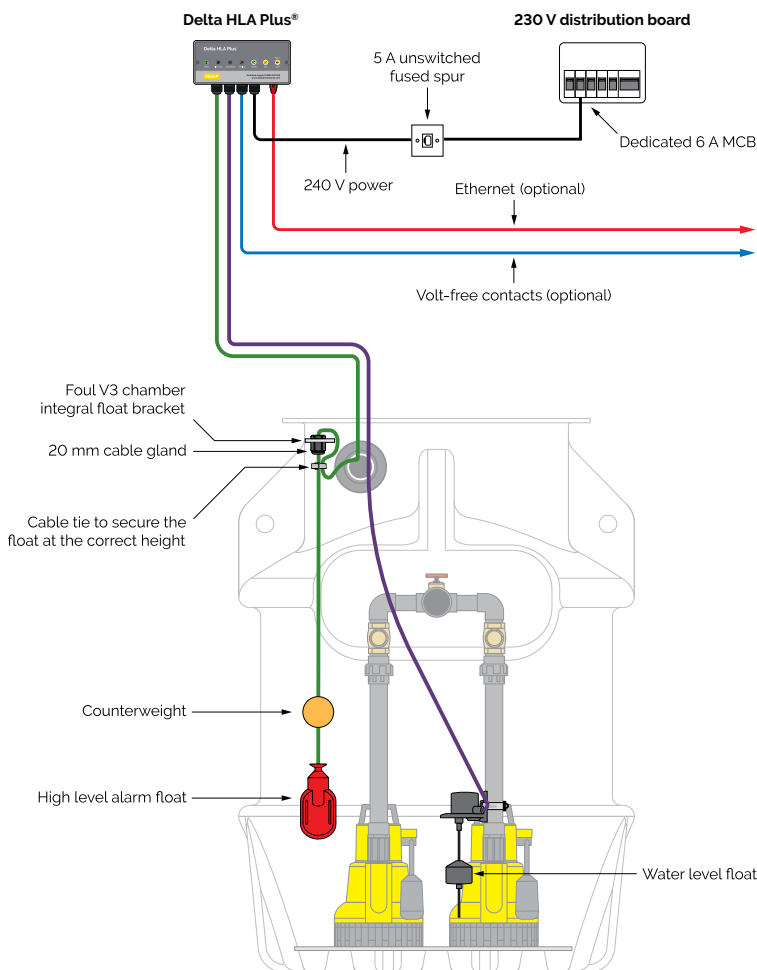 Delta HLA Plus®
230 V distribution board
Delta HLA Plus
5 A unswitched
fused spur
Dedicated 6 A MCB
240 V power
Ethernet (optional)
Volt-free contacts (optional)
Foul V3 chamber
integral float bracket
20 mm cable gland
Cable tie to secure the
float at the correct height
Counterweight
High level alarm float
Water level float